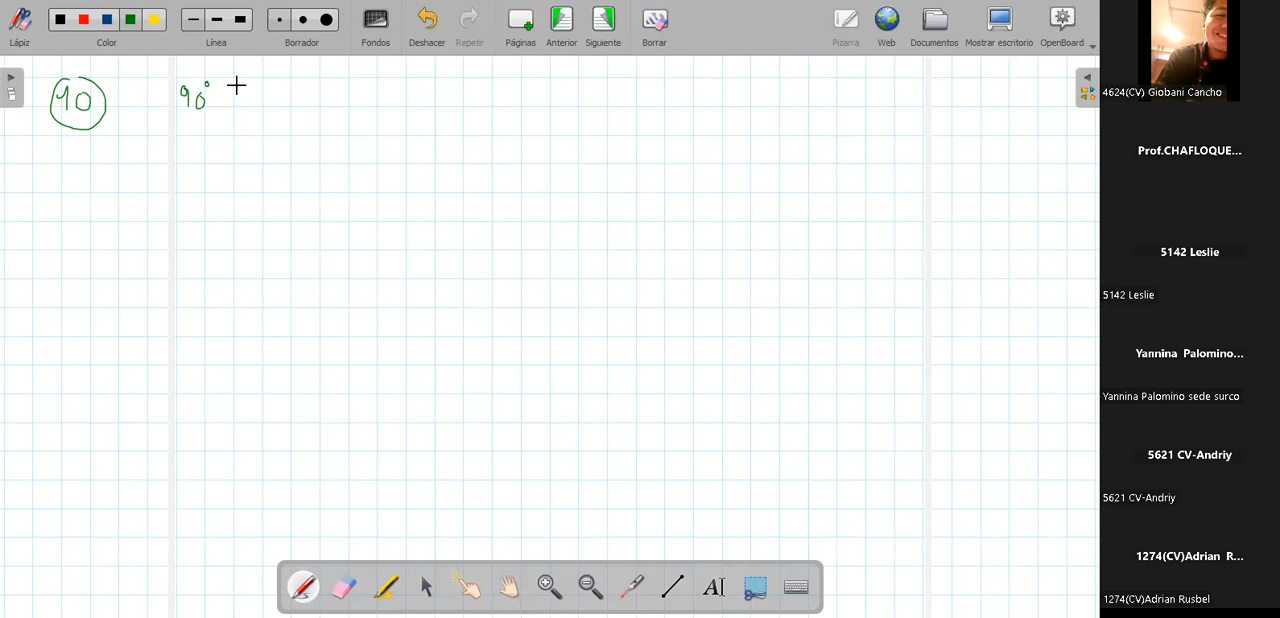 Lápiz
Color
Línea
Borrador
Fondos
Deshacer
Repetir
Páginas
Anterior
Siguiente
Borrar
Pizarra
Web
Documentos
Mostrar escritorio
OpenBoard
90
90°
4624(CV) Giobani Cancho
Prof.CHAFLOQUE...
5142 Leslie
5142 Leslie
Yannina Palomino...
Yannina Palomino sede surco
5621 CV-Andriy
5621 CV-Andriy
1274(CV)Adrian R...
1274(CV)Adrian Rusbel
AI